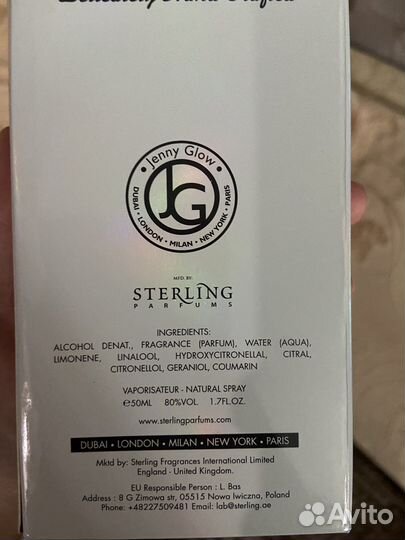 Delicately Hand Crafted
Jenny Glow
JG
DUBAI • LONDON • MILAN • NEW YORK • PARIS
MFD. BY:
STERLING
PARFUMS
INGREDIENTS:
ALCOHOL DENAT., FRAGRANCE (PARFUM), WATER (AQUA),
LIMONENE, LINALOOL, HYDROXYCITRONELLAL, CITRAL,
CITRONELLOL, GERANIOL, COUMARIN
VAPORISATEUR - NATURAL SPRAY
℮50ML 80%VOL. 1.7FL.OZ.
www.sterlingparfums.com
DUBAI • LONDON • MILAN • NEW YORK • PARIS
Mktd by: Sterling Fragrances International Limited
England - United Kingdom.
EU Responsible Person : L. Bas
Address : 8 G Zimowa str, 05515 Nowa Iwiczna, Poland
Phone: +48227509481 Email: lab@sterling.ae
Avito